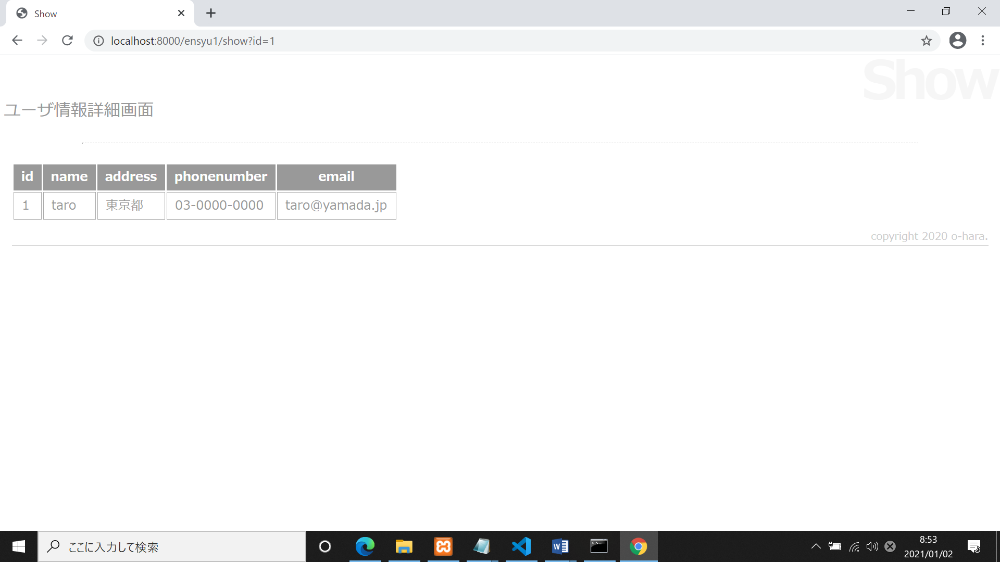 Show
localhost:8000/ensyu1/show?id=1
Show
ユーザ情報詳細画面
id name address phonenumber email
1 taro 東京都 03-0000-0000 taro@yamada.jp
copyright 2020 o-hara.
ここに入力して検索
8:53
2021/01/02